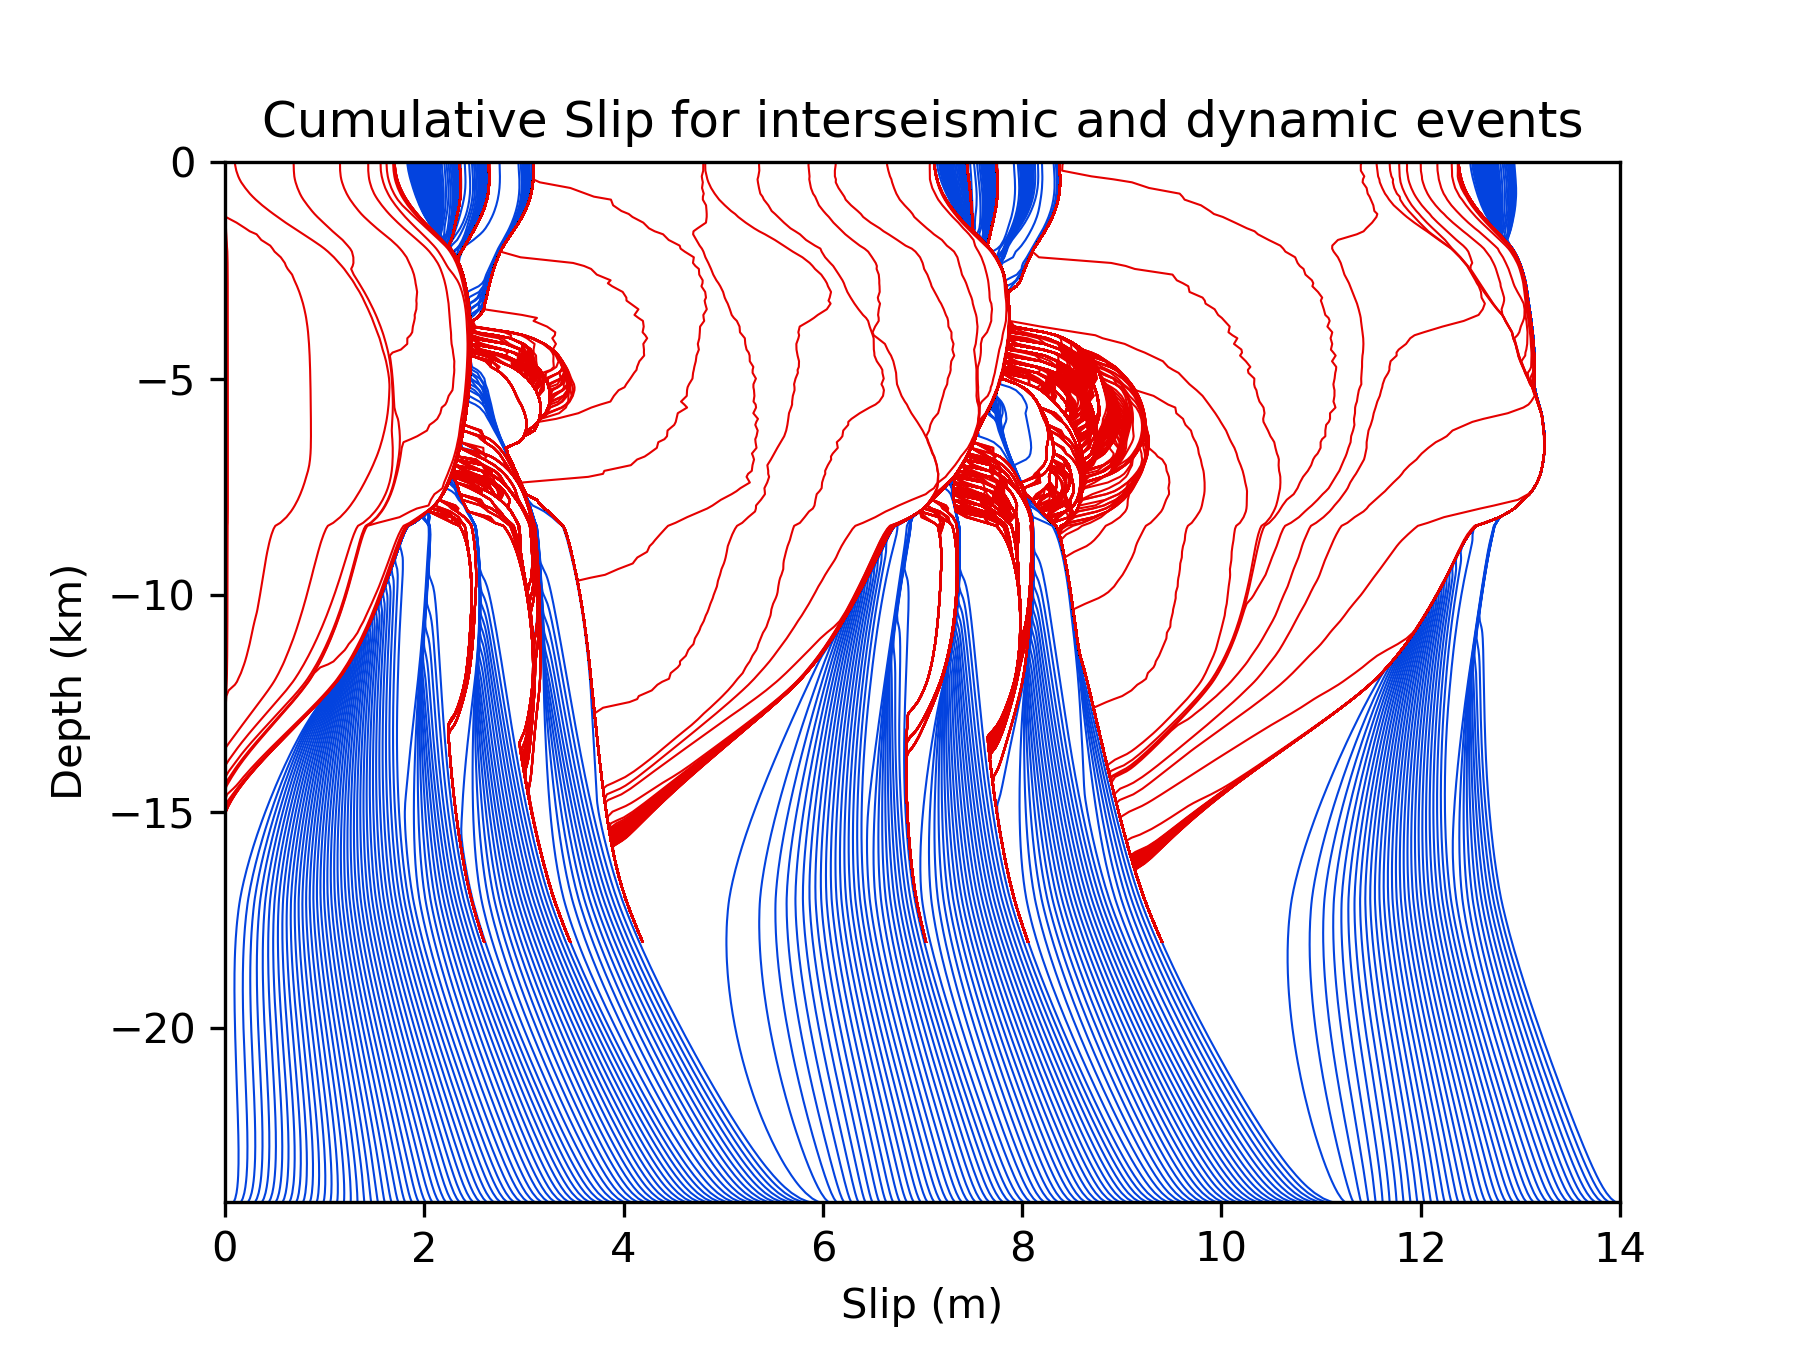 Cumulative Slip for interseismic and dynamic events
0
−5
−10
−15
−20
Depth (km)
0 2 4 6 8 10 12 14
Slip (m)